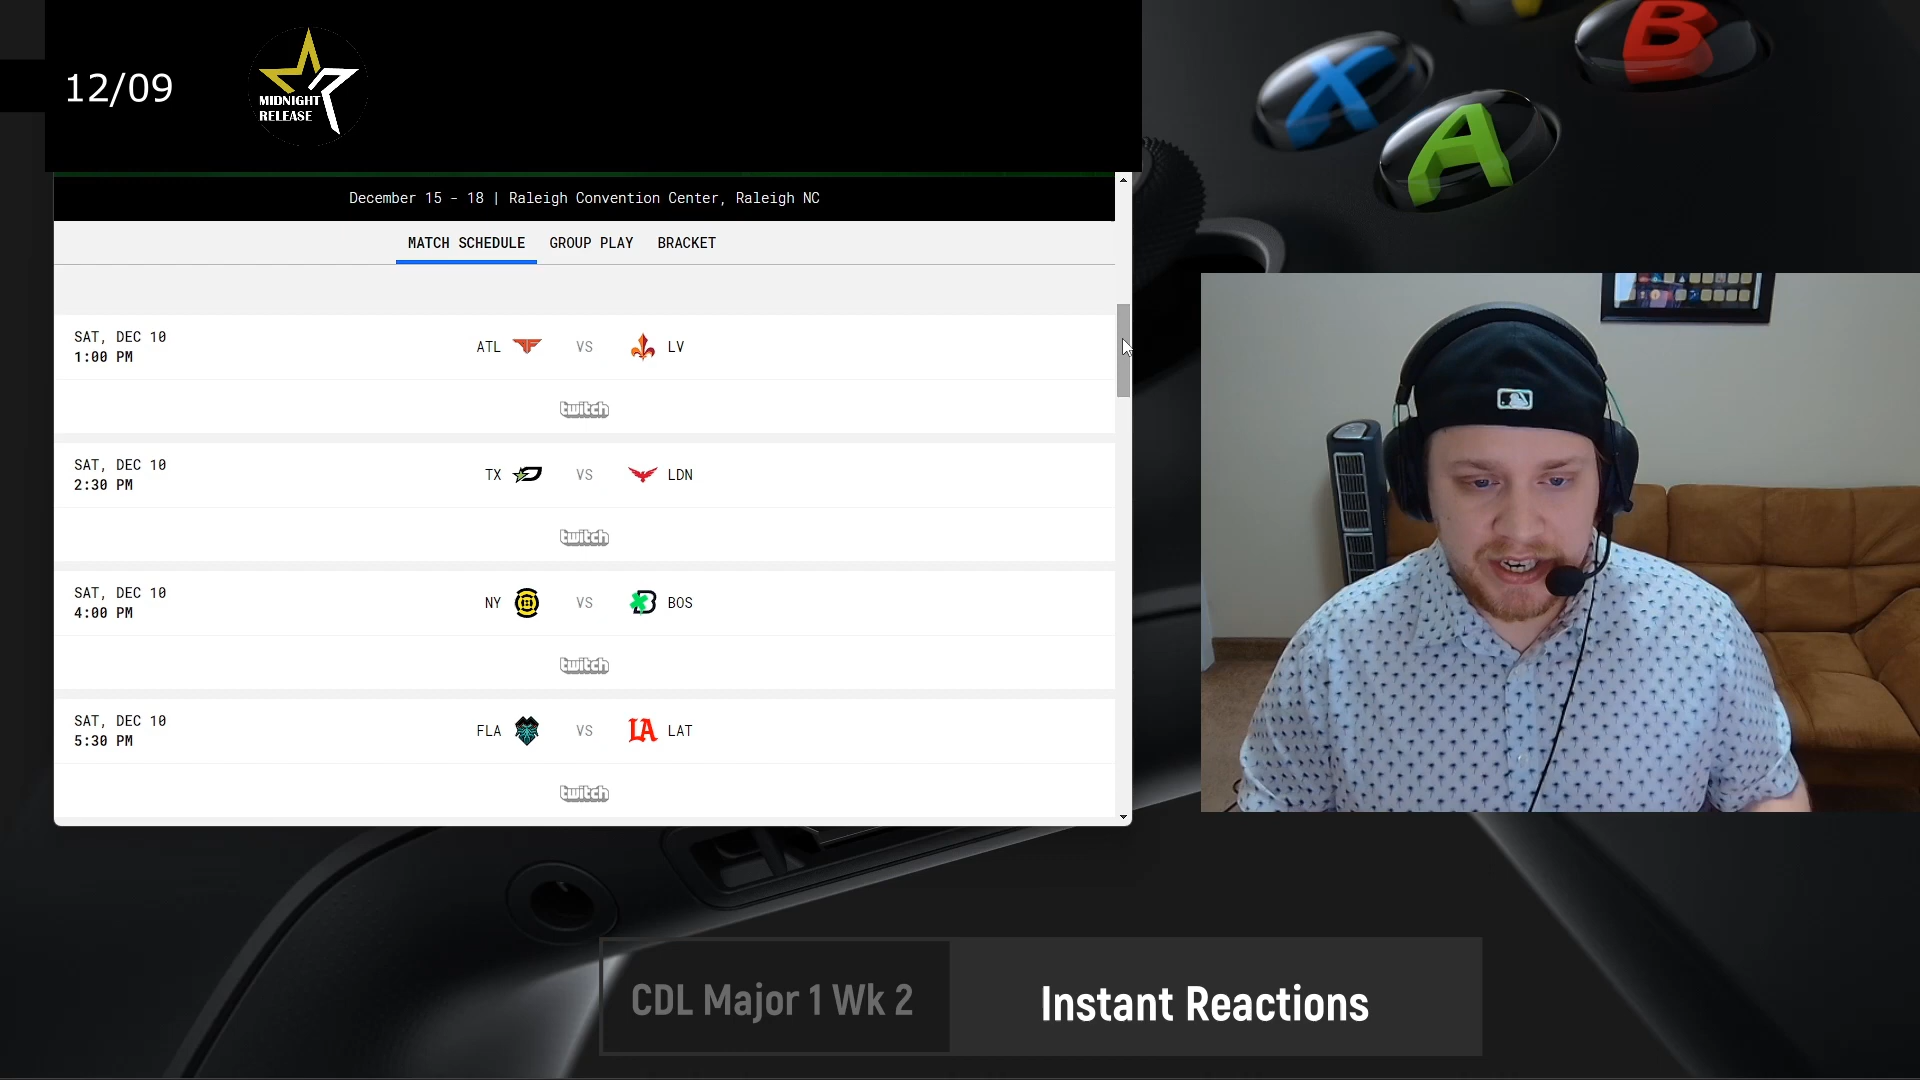 12/09
MIDNIGHT
RELEASE
X
A
B
December 15 - 18 | Raleigh Convention Center, Raleigh NC
MATCH SCHEDULE GROUP PLAY BRACKET
SAT, DEC 10
1:00 PM
ATL VS LV
twitch
SAT, DEC 10
2:30 PM
TX VS LDN
twitch
SAT, DEC 10
4:00 PM
NY VS B BOS
twitch
SAT, DEC 10
5:30 PM
FLA VS LA LAT
twitch
CDL Major 1 Wk 2
Instant Reactions